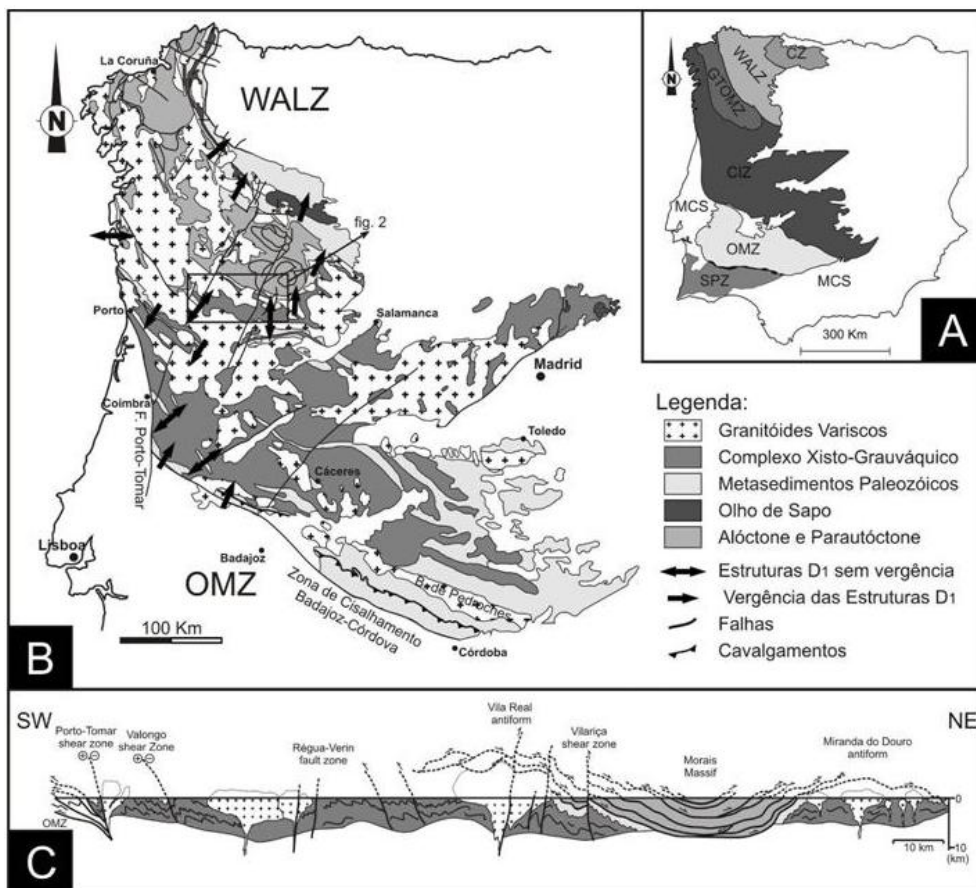 B
N
La Coruña
WALZ
fig. 2
Porto
Salamanca
Madrid
Coimbra
F. Porto-Tomar
Toledo
Cáceres
Lisboa
Badajoz
OMZ
Zona de Cisalhamento
Badajoz-Córdova
B. de Pedroches
Córdoba
100 Km
A
N
CZ
WALZ
GTOMZ
CIZ
MCS
OMZ
SPZ
MCS
300 Km
Legenda:
Granitóides Variscos
Complexo Xisto-Grauváquico
Metasedimentos Paleozóicos
Olho de Sapo
Alóctone e Parautóctone
Estruturas D1 sem vergência
Vergência das Estruturas D1
Falhas
Cavalgamentos
C
SW
NE
Porto-Tomar
shear zone
Valongo
shear Zone
Régua-Verin
fault zone
Vila Real
antiform
Vilariça
shear zone
Morais
Massif
Miranda do Douro
antiform
OMZ
0
10 km
-10
(km)